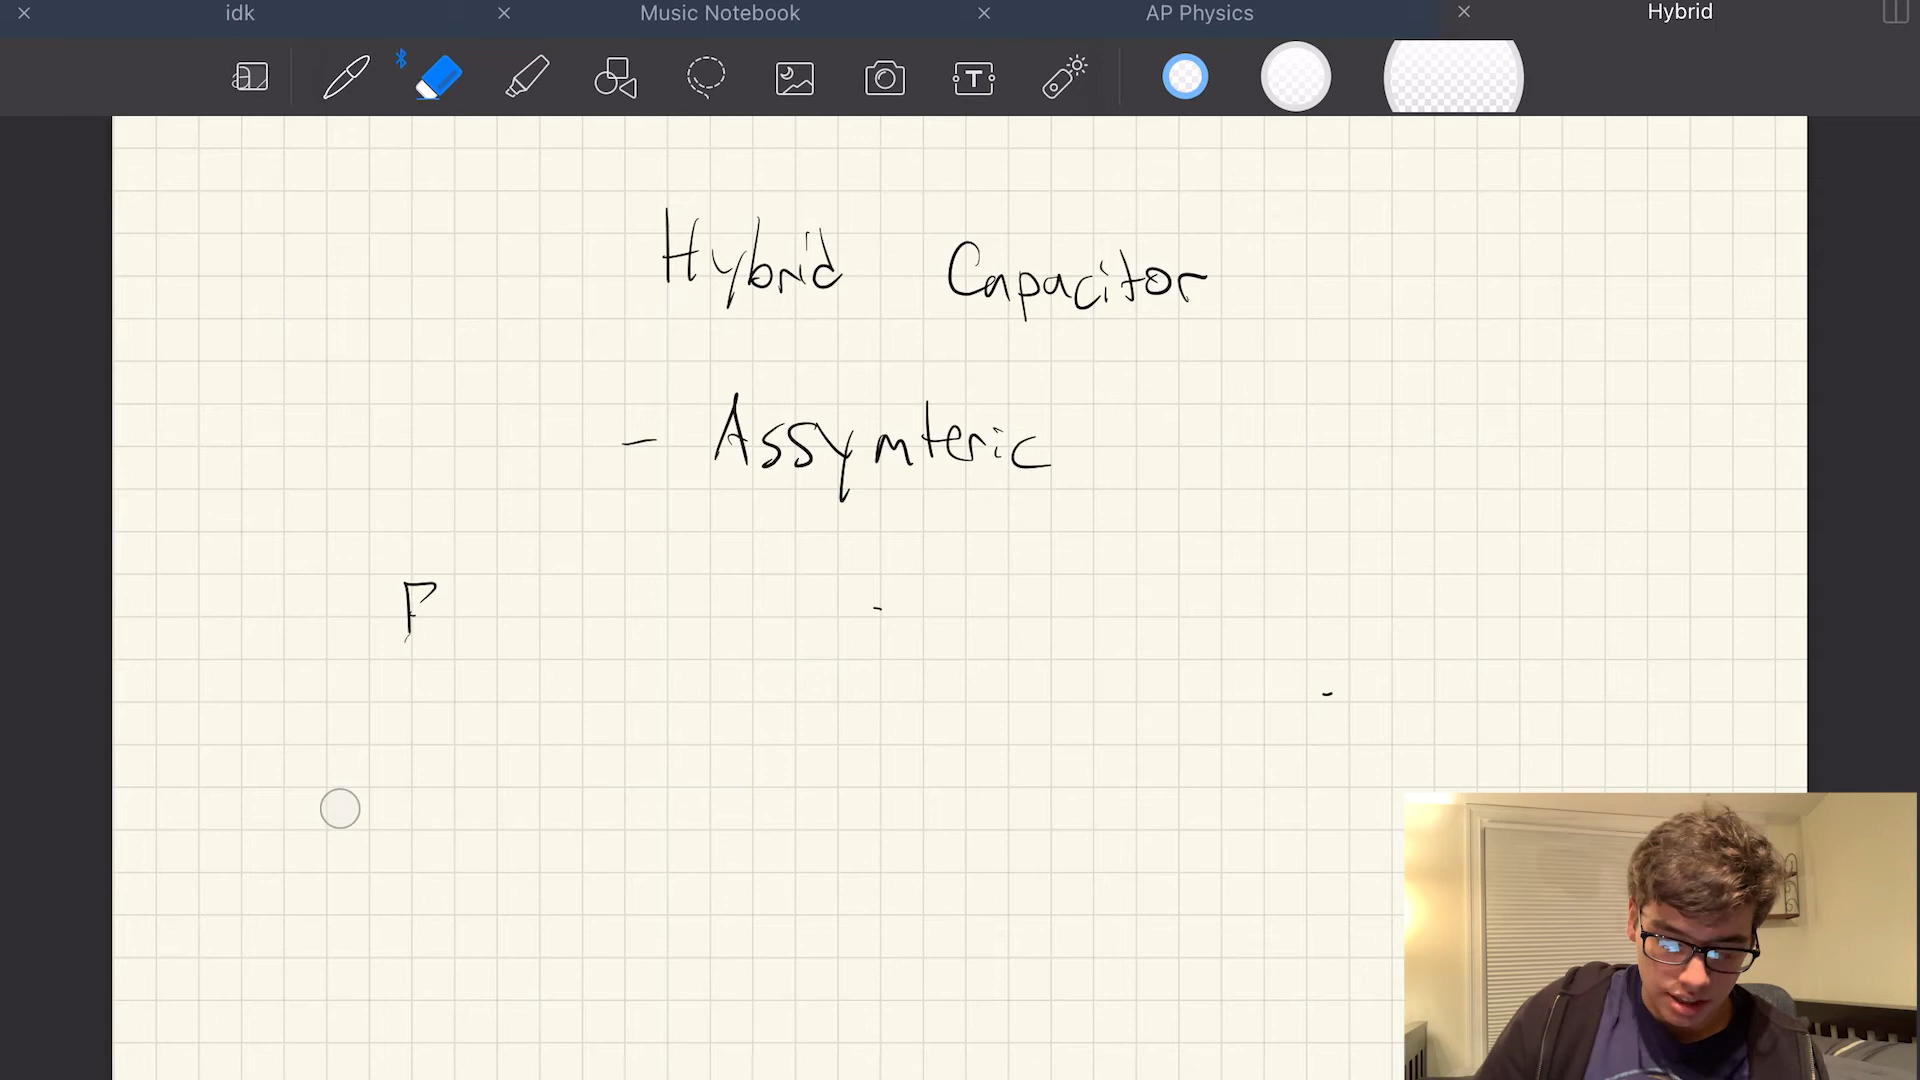 idk Music Notebook AP Physics Hybrid
Hybrid Capacitor
- Assymteric
P